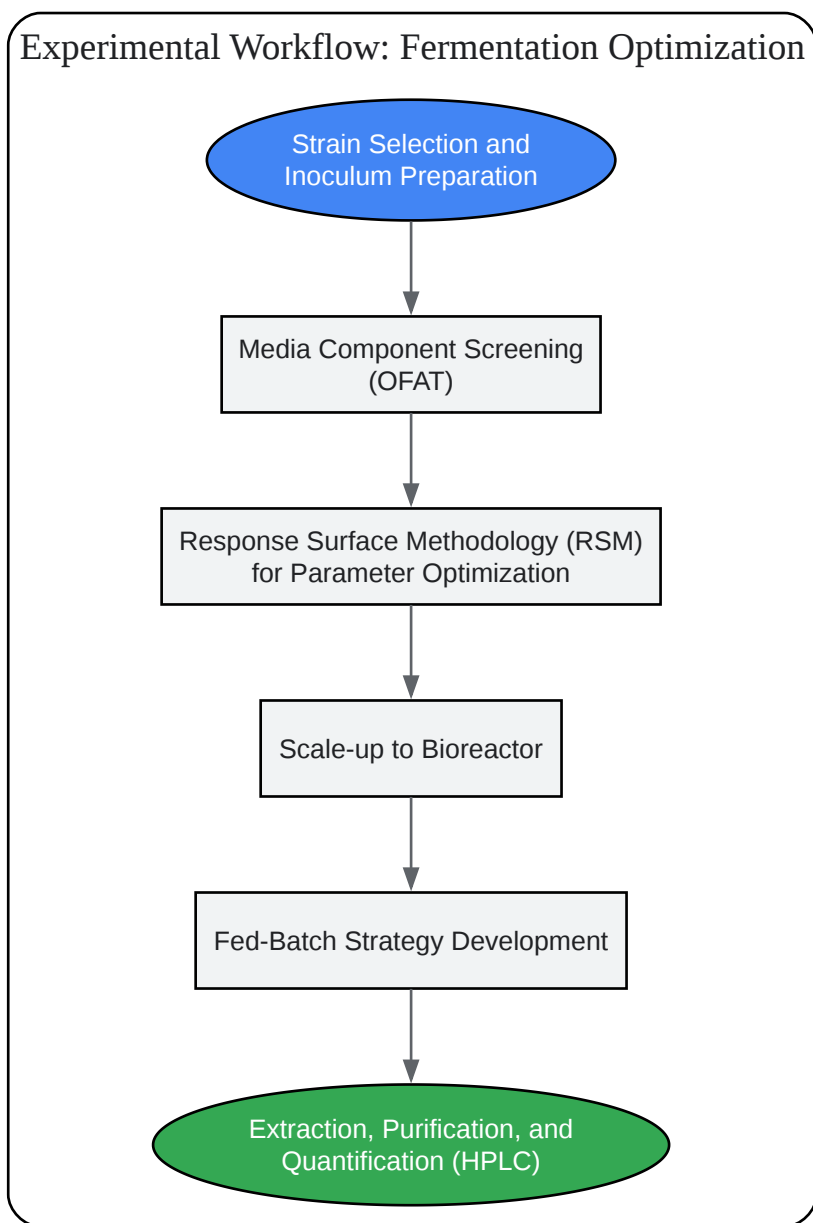 Experimental Workflow: Fermentation Optimization
Strain Selection and
Inoculum Preparation
Media Component Screening
(OFAT)
Response Surface Methodology (RSM)
for Parameter Optimization
Scale-up to Bioreactor
Fed-Batch Strategy Development
Extraction, Purification, and
Quantification (HPLC)